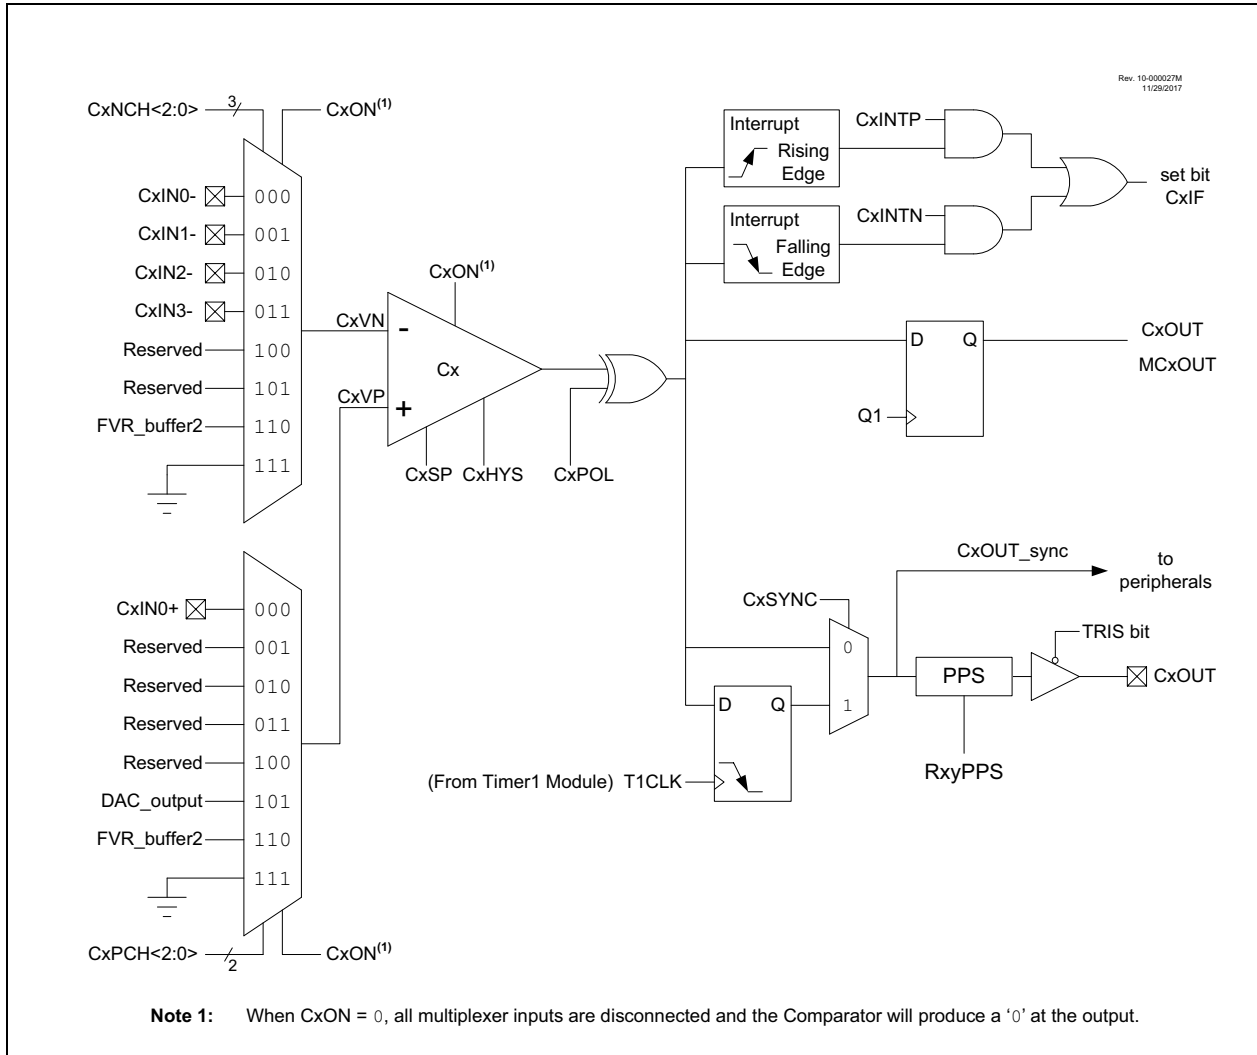 Rev. 10-000027M
11/29/2017
CxNCH<2:0>
3
CxON(1)
CxIN0-
000
CxIN1-
001
CxIN2-
010
CxIN3-
011
Reserved
100
Reserved
101
FVR_buffer2
110
111
CxVN
CxVP
CxON(1)
-
Cx
+
CxSP
CxHYS
CxPOL
Interrupt
Rising
Edge
CxINTP
Interrupt
Falling
Edge
CxINTN
set bit
CxIF
D
Q
Q1
CxOUT
MCxOUT
CxIN0+
000
Reserved
001
Reserved
010
Reserved
011
Reserved
100
DAC_output
101
FVR_buffer2
110
111
CxPCH<2:0>
2
CxON(1)
CxOUT_sync
to
peripherals
CxSYNC
0
1
D
Q
(From Timer1 Module) T1CLK
PPS
RxyPPS
TRIS bit
CxOUT
Note 1: When CxON = 0, all multiplexer inputs are disconnected and the Comparator will produce a ‘0’ at the output.